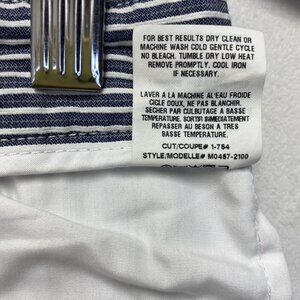 FOR BEST RESULTS DRY CLEAN OR
MACHINE WASH COLD GENTLE CYCLE
NO BLEACH. TUMBLE DRY LOW HEAT
REMOVE PROMPTLY. COOL IRON
IF NECESSARY.
LAVER A LA MACHINE AL'EAU FROIDE
CICLE DOUX, NE PAS BLANCHIR.
SECHER PAR CULBUTAGE A BASSE
TEMPERATURE. SORTIR IMMEDIATEMENT
REPASSER AU BESOIN A BASSE
TEMPERATURE.
CUT/COUPE# 1-754
STYLE/MODELLE# M0457-2100